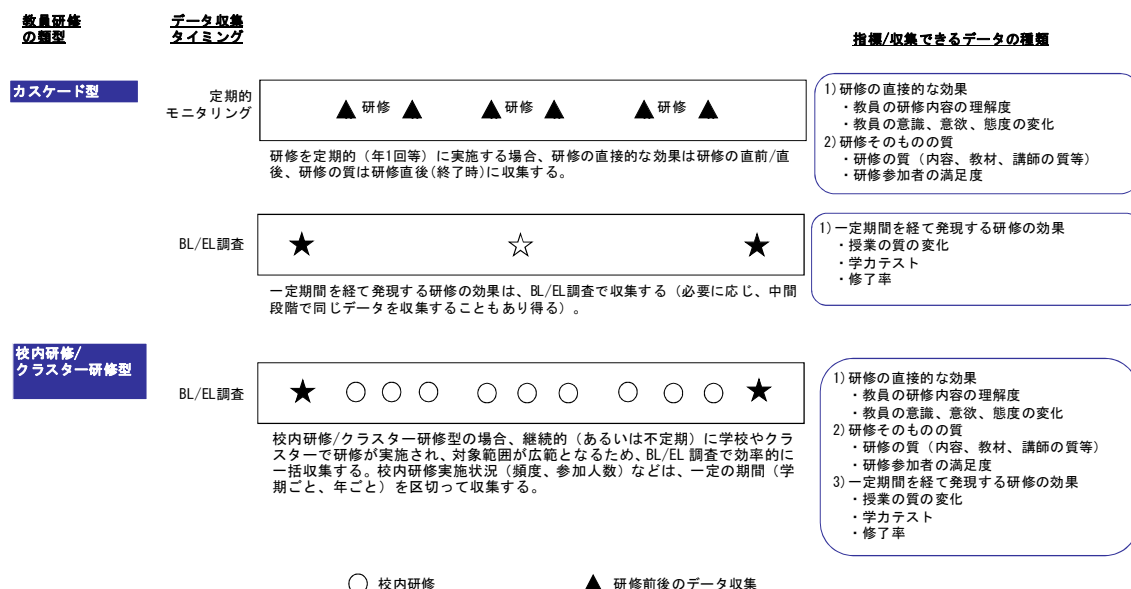 教員研修
の類型
データ収集
タイミング
指標/収集できるデータの種類
カスケード型
定期的
モニタリング
▲ 研修 ▲ ▲ 研修 ▲ ▲ 研修 ▲
研修を定期的（年1回等）に実施する場合、研修の直接的な効果は研修の直前/直
後、研修の質は研修直後(終了時)に収集する。
1) 研修の直接的な効果
・教員の研修内容の理解度
・教員の意識、意欲、態度の変化
2) 研修そのものの質
・研修の質（内容、教材、講師の質等）
・研修参加者の満足度
BL/EL調査
★ ☆ ★
一定期間を経て発現する研修の効果は、BL/EL調査で収集する（必要に応じ、中間
段階で同じデータを収集することもあり得る）。
1) 一定期間を経て発現する研修の効果
・授業の質の変化
・学力テスト
・修了率
校内研修/
クラスター研修型
BL/EL調査
★ ○ ○ ○ ○ ○ ○ ○ ○ ○ ★
校内研修/クラスター研修型の場合、継続的（あるいは不定期）に学校やクラ
スターで研修が実施され、対象範囲が広範となるため、BL/EL 調査で効率的に
一括収集する。校内研修実施状況（頻度、参加人数）などは、一定の期間（学
期ごと、年ごと）を区切って収集する。
1) 研修の直接的な効果
・教員の研修内容の理解度
・教員の意識、意欲、態度の変化
2) 研修そのものの質
・研修の質（内容、教材、講師の質等）
・研修参加者の満足度
3) 一定期間を経て発現する研修の効果
・授業の質の変化
・学力テスト
・修了率
○ 校内研修
▲ 研修前後のデータ収集